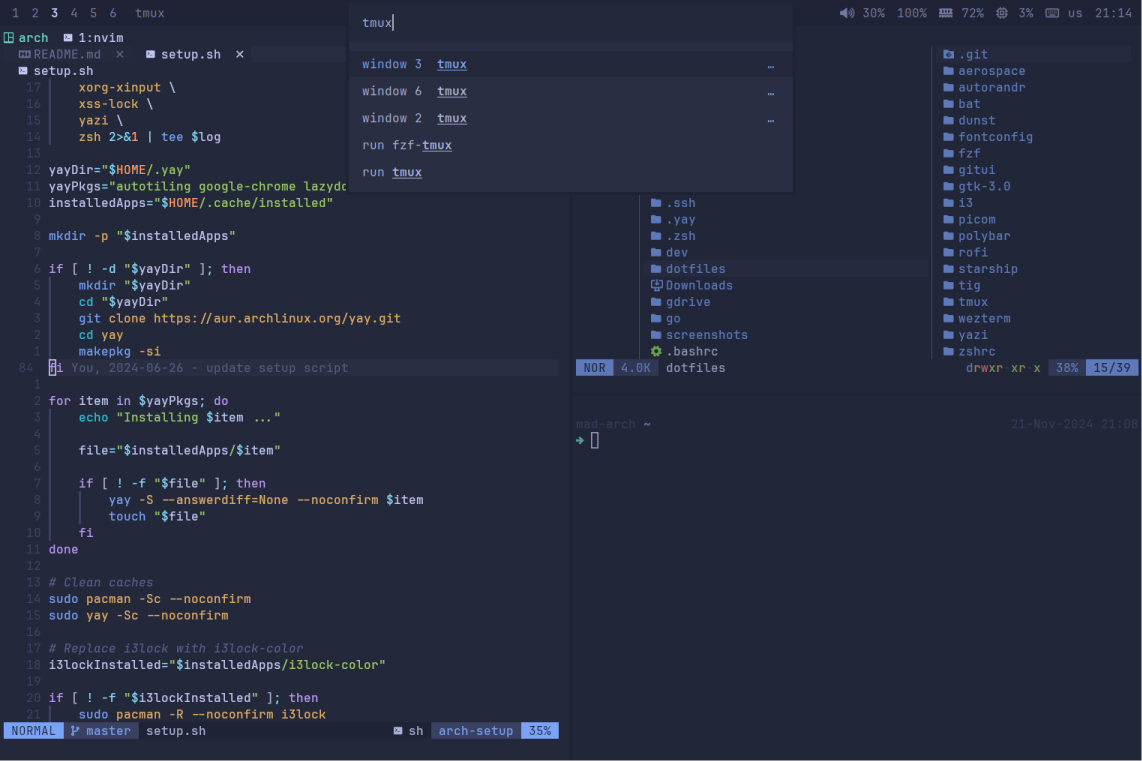 1 2 3 4 5 6 tmux
30% 100% 72% 3% us 21:14
tmux
window 3 tmux …
window 6 tmux …
window 2 tmux …
run fzf-tmux
run tmux
arch 1:nvim
README.md × setup.sh ×
setup.sh
17 xorg-xinput \
16 xss-lock \
15 yazi \
14 zsh 2>&1 | tee $log
13
12 yayDir="$HOME/.yay"
11 yayPkgs="autotiling google-chrome
10 installedApps="$HOME/.cache/installed"
9
8 mkdir -p "$installedApps"
7
6 if [ ! -d "$yayDir" ]; then
5 mkdir "$yayDir"
4 cd "$yayDir"
3 git clone https://aur.archlinux.org/yay.git
2 cd yay
1 makepkg -si
84 fi You, 2024-06-26 - update setup script
1
2 for item in $yayPkgs; do
3 echo "Installing $item ..."
4
5 file="$installedApps/$item"
6
7 if [ ! -f "$file" ]; then
8 yay -S --answerdiff=None --noconfirm $item
9 touch "$file"
10 fi
11 done
12
13 # Clean caches
14 sudo pacman -Sc --noconfirm
15 sudo yay -Sc --noconfirm
16
17 # Replace i3lock with i3lock-color
18 i3lockInstalled="$installedApps/i3lock-color"
19
20 if [ ! -f "$i3lockInstalled" ]; then
21 sudo pacman -R --noconfirm i3lock
NORMAL master setup.sh sh arch-setup 35%
.ssh
.yay
.zsh
dev
dotfiles
Downloads
gdrive
go
screenshots
.bashrc
.git
aerospace
autorandr
bat
dunst
fontconfig
fzf
gitui
gtk-3.0
i3
picom
polybar
rofi
starship
tig
tmux
wezterm
yazi
zshrc
NOR 4.0K dotfiles drwxr-xr-x 38% 15/39
mad-arch ~ 21-Nov-2024 21:08
➜